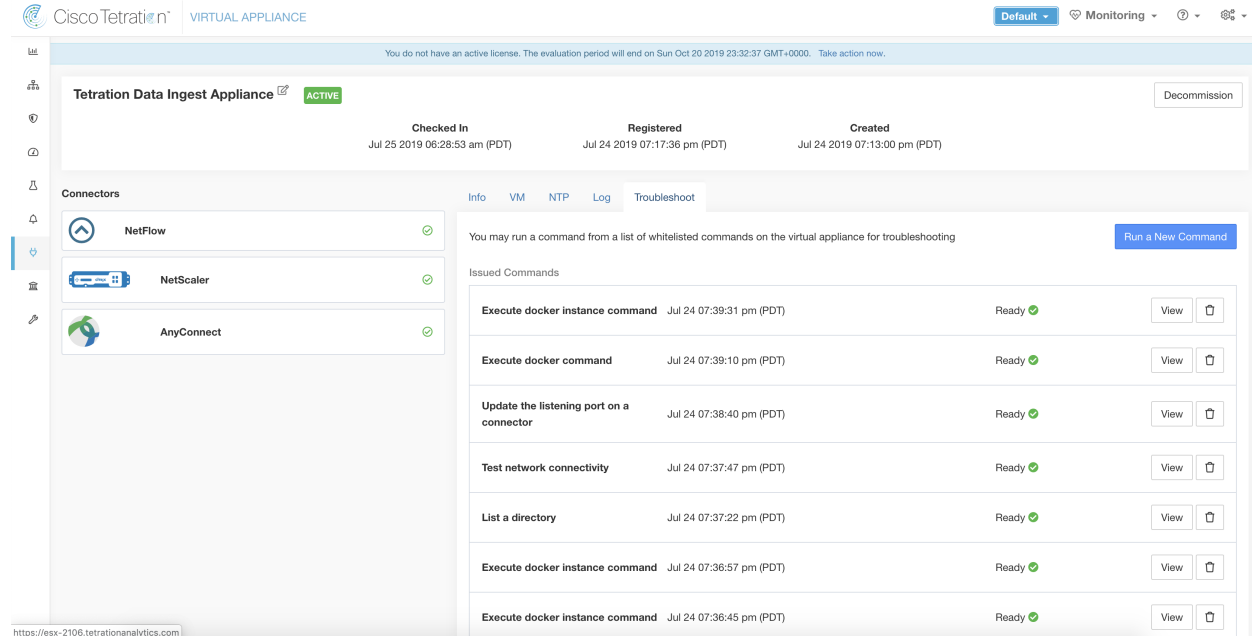 Cisco Tetration™
VIRTUAL APPLIANCE
Default
Monitoring
You do not have an active license. The evaluation period will end on Sun Oct 20 2019 23:32:37 GMT+0000. Take action now.
Tetration Data Ingest Appliance
ACTIVE
Decommission
Checked In Registered Created
Jul 25 2019 06:28:53 am (PDT) Jul 24 2019 07:17:36 pm (PDT) Jul 24 2019 07:13:00 pm (PDT)
Connectors
NetFlow
NetScaler
AnyConnect
Info VM NTP Log Troubleshoot
You may run a command from a list of whitelisted commands on the virtual appliance for troubleshooting
Run a New Command
Issued Commands
Execute docker instance command Jul 24 07:39:31 pm (PDT) Ready View
Execute docker command Jul 24 07:39:10 pm (PDT) Ready View
Update the listening port on a
connector
Jul 24 07:38:40 pm (PDT) Ready View
Test network connectivity Jul 24 07:37:47 pm (PDT) Ready View
List a directory Jul 24 07:37:22 pm (PDT) Ready View
Execute docker instance command Jul 24 07:36:57 pm (PDT) Ready View
Execute docker instance command Jul 24 07:36:45 pm (PDT) Ready View
https://esx-2106.tetrationanalytics.com